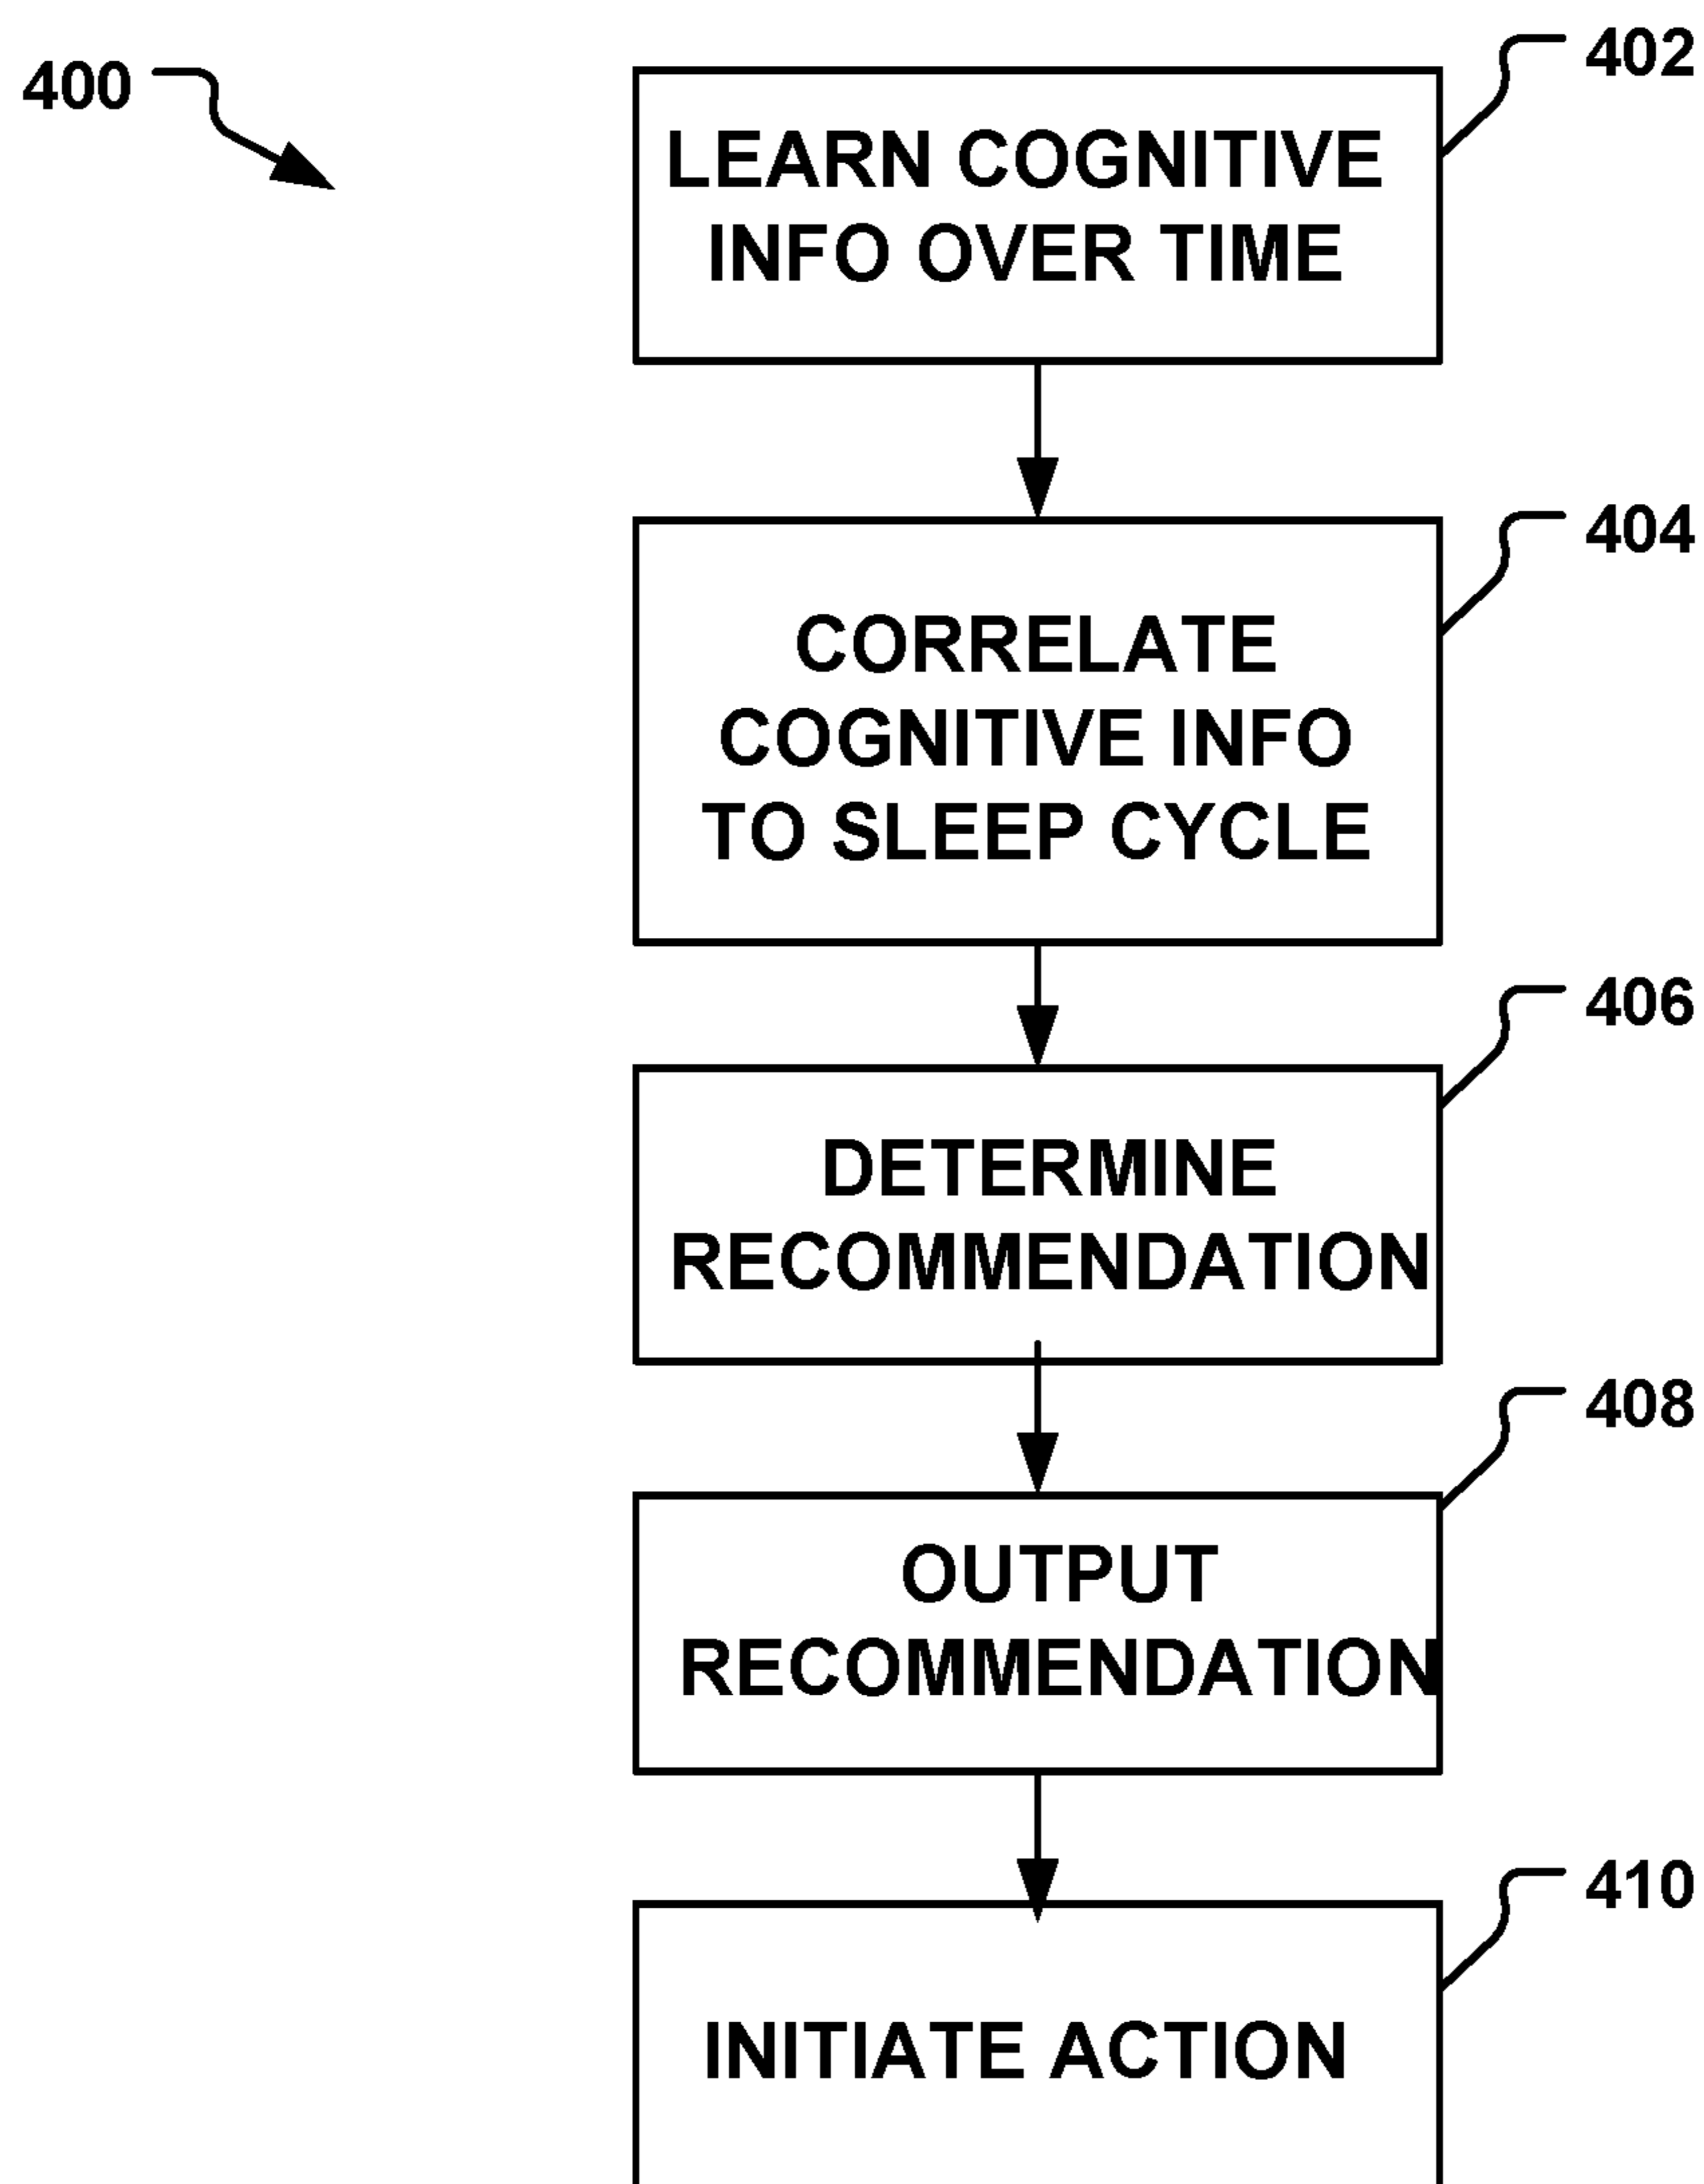 400
402
LEARN COGNITIVE
INFO OVER TIME
404
CORRELATE
COGNITIVE INFO
TO SLEEP CYCLE
406
DETERMINE
RECOMMENDATION
408
OUTPUT
RECOMMENDATION
410
INITIATE ACTION